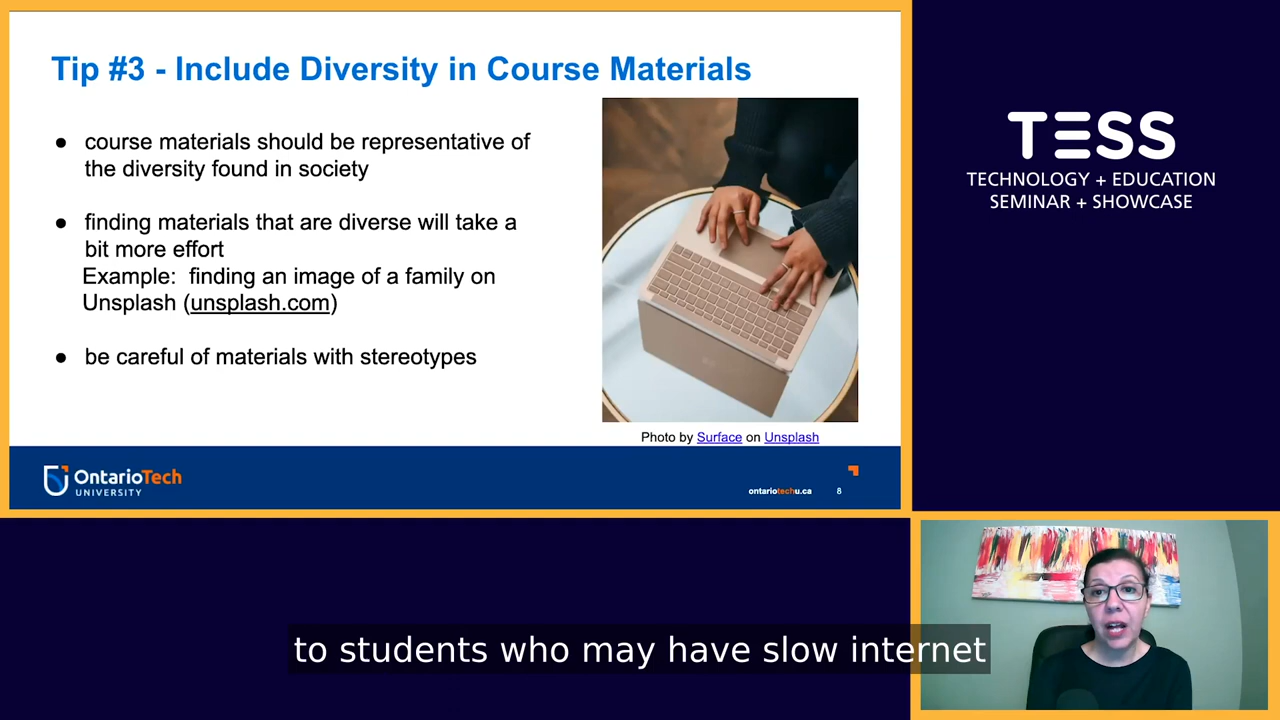 Tip #3 - Include Diversity in Course Materials
● course materials should be representative of
the diversity found in society
● finding materials that are diverse will take a
bit more effort
Example: finding an image of a family on
Unsplash (unsplash.com)
● be careful of materials with stereotypes
Photo by Surface on Unsplash
OntarioTech
UNIVERSITY
ontariotechu.ca 8
TESS
TECHNOLOGY + EDUCATION
SEMINAR + SHOWCASE
to students who may have slow internet